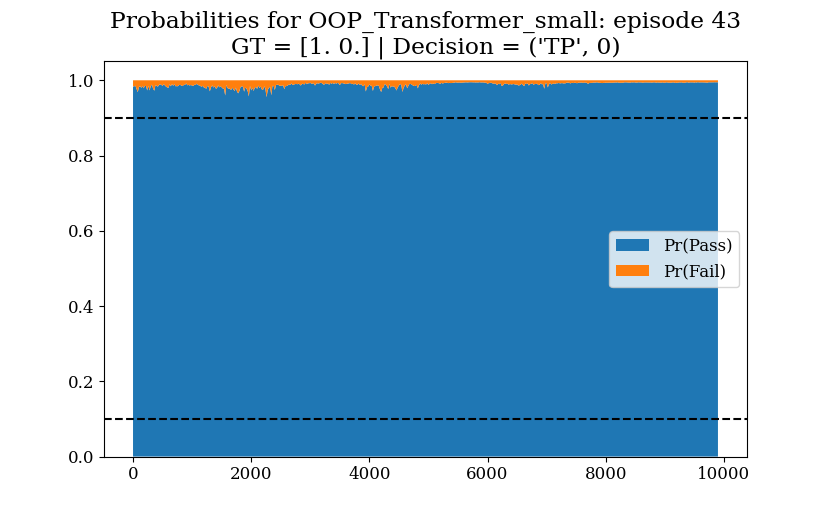 Probabilities for OOP_Transformer_small: episode 43
GT = [1. 0.] | Decision = ('TP', 0)
1.0
0.8
0.6
0.4
0.2
0.0
Pr(Pass)
Pr(Fail)
0 2000 4000 6000 8000 10000